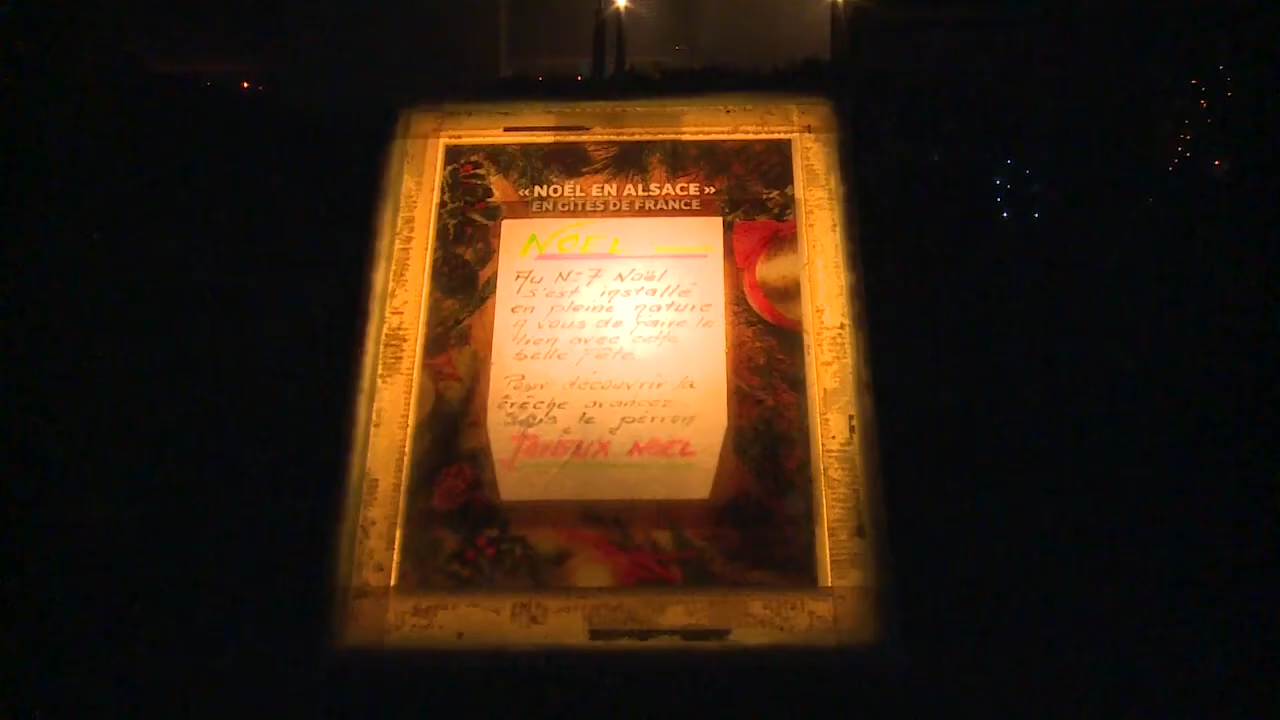 «NOËL EN ALSACE»
EN GÎTES DE FRANCE
NOËL
Au N: 7 Noël
s'est installé
en pleine nature
A vous de faire le
lien avec cette
belle fête
Pour découvrir la
crèche avancez
sous le perron
JOYEUX NOËL